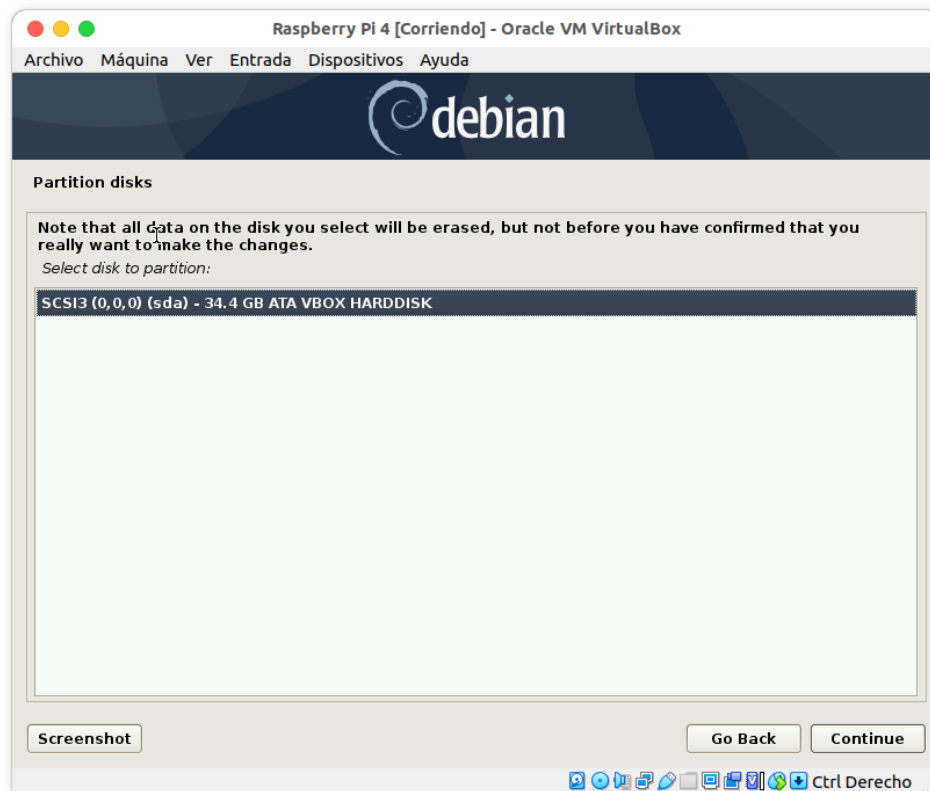 Raspberry Pi 4 [Corriendo] - Oracle VM VirtualBox
Archivo Máquina Ver Entrada Dispositivos Ayuda
debian
Partition disks
Note that all data on the disk you select will be erased, but not before you have confirmed that you
really want to make the changes.
Select disk to partition:
SCSI3 (0,0,0) (sda) - 34.4 GB ATA VBOX HARDDISK
Screenshot Go Back Continue
Ctrl Derecho